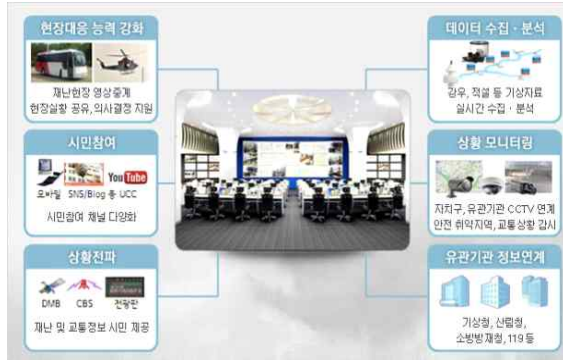 현장대응 능력 강화
재난현장 영상중계
현장실황 공유, 의사결정 지원
시민참여
YouTube
모바일 SNS/Blog 등 UCC
시민참여 채널 다양화
상황전파
DMB CBS 전광판
재난 및 교통정보 시민 제공
데이터 수집 · 분석
강우, 적설 등 기상자료
실시간 수집 · 분석
상황 모니터링
자치구, 유관기관 CCTV 연계
안전 취약지역, 교통상황 감시
유관기관 정보연계
기상청, 산림청,
소방방재청, 119 등